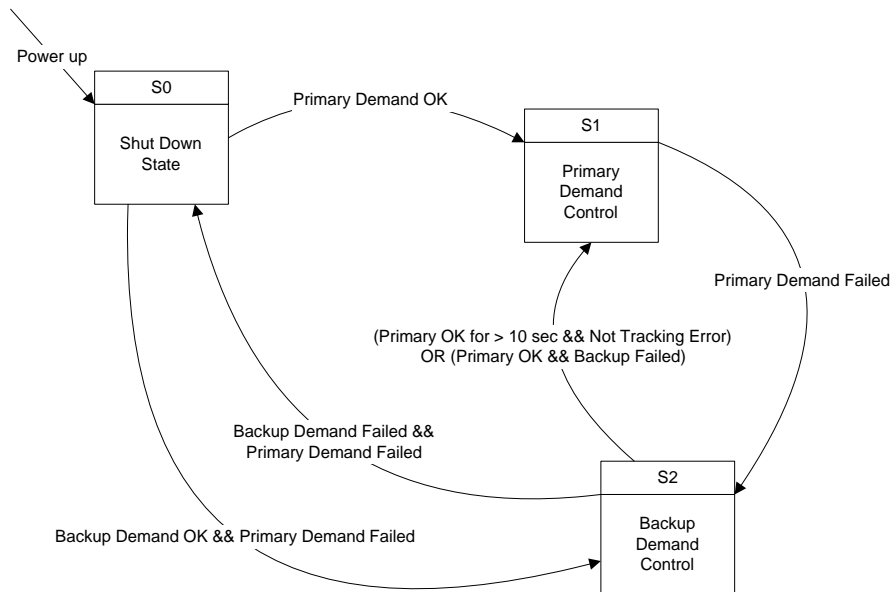 Power up
S0
Shut Down
State
Primary Demand OK
S1
Primary
Demand
Control
Primary Demand Failed
(Primary OK for > 10 sec && Not Tracking Error)
OR (Primary OK && Backup Failed)
Backup Demand Failed &&
Primary Demand Failed
S2
Backup
Demand
Control
Backup Demand OK && Primary Demand Failed